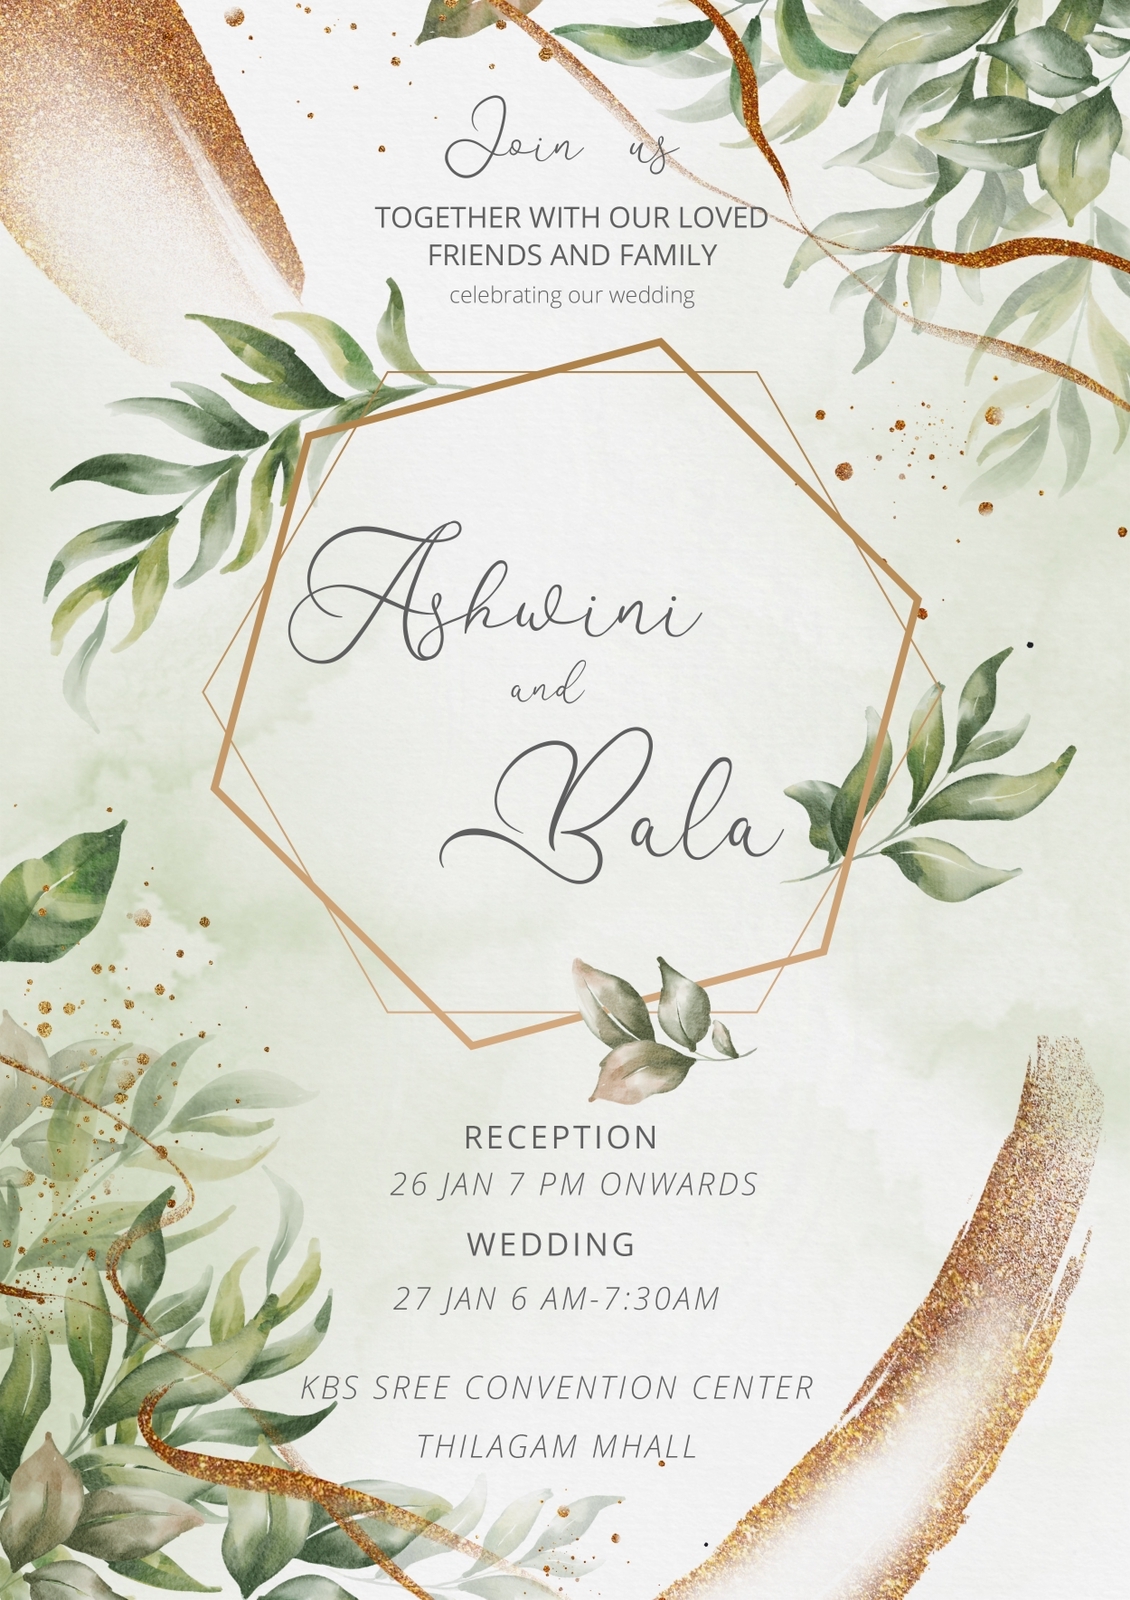 Join us
TOGETHER WITH OUR LOVED
FRIENDS AND FAMILY
celebrating our wedding
Ashwini
and
Bala
RECEPTION
26 JAN 7 PM ONWARDS
WEDDING
27 JAN 6 AM-7:30AM
KBS SREE CONVENTION CENTER
THILAGAM MHALL